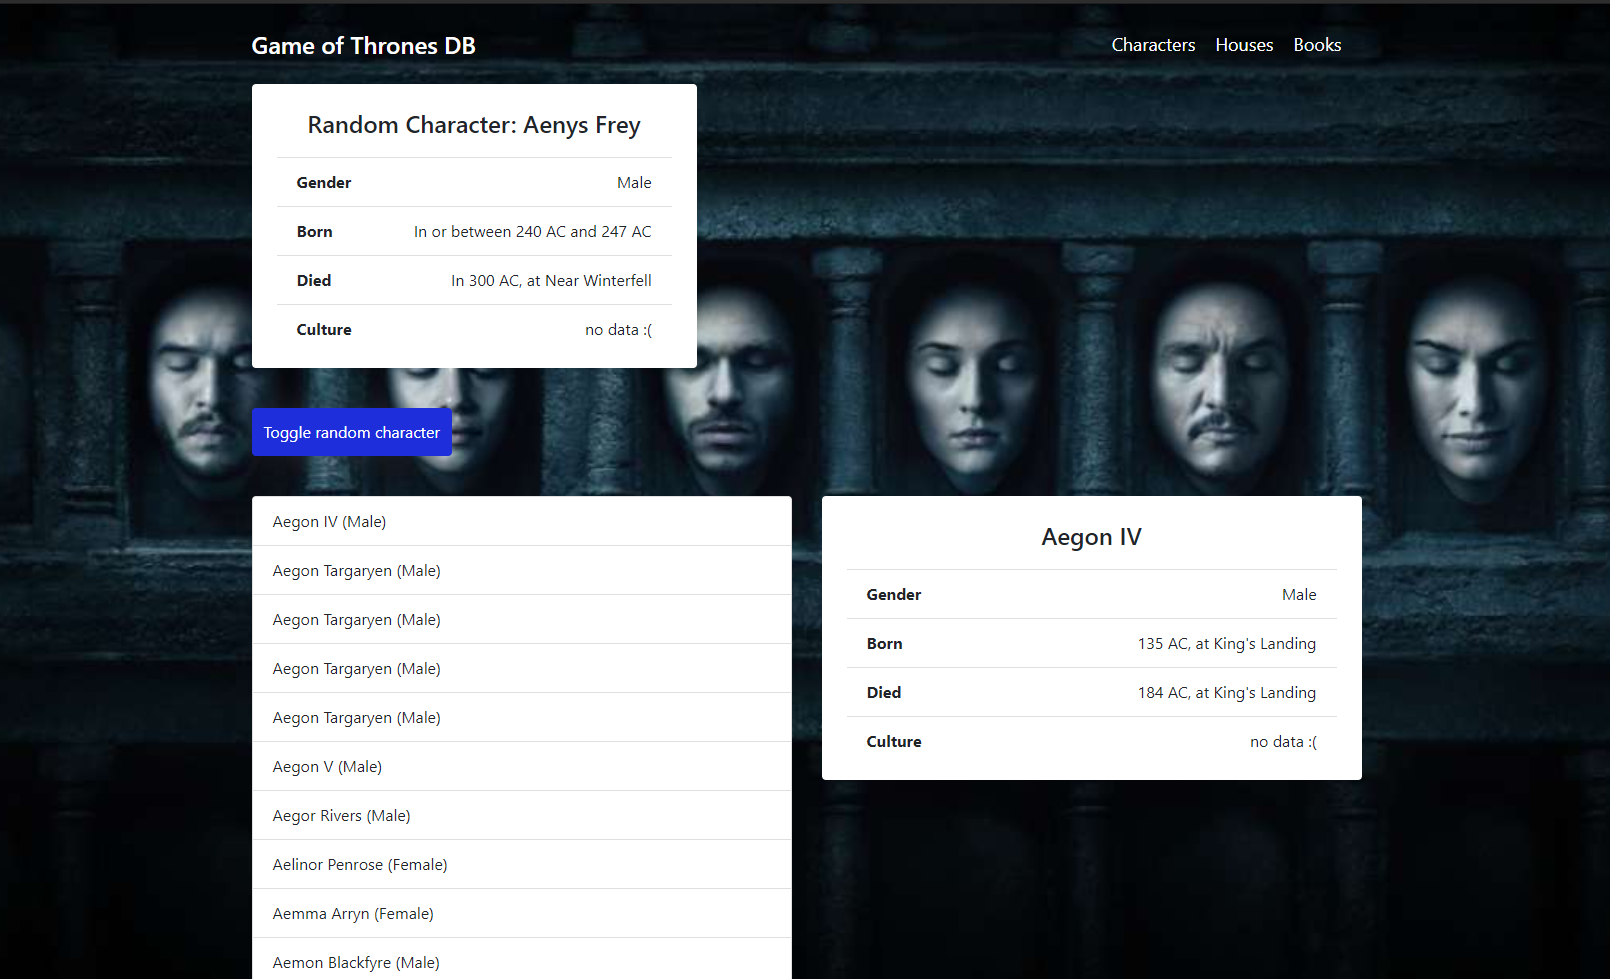 Game of Thrones DB
Characters Houses Books
Random Character: Aenys Frey
Gender Male
Born In or between 240 AC and 247 AC
Died In 300 AC, at Near Winterfell
Culture no data :(
Toggle random character
Aegon IV (Male)
Aegon Targaryen (Male)
Aegon Targaryen (Male)
Aegon Targaryen (Male)
Aegon Targaryen (Male)
Aegon V (Male)
Aegor Rivers (Male)
Aelinor Penrose (Female)
Aemma Arryn (Female)
Aemon Blackfyre (Male)
Aegon IV
Gender Male
Born 135 AC, at King's Landing
Died 184 AC, at King's Landing
Culture no data :(